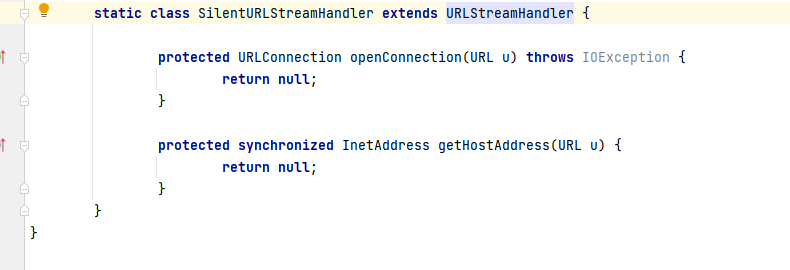 static class SilentURLStreamHandler extends URLStreamHandler {
protected URLConnection openConnection(URL u) throws IOException {
return null;
}
protected synchronized InetAddress getHostAddress(URL u) {
return null;
}
}
}